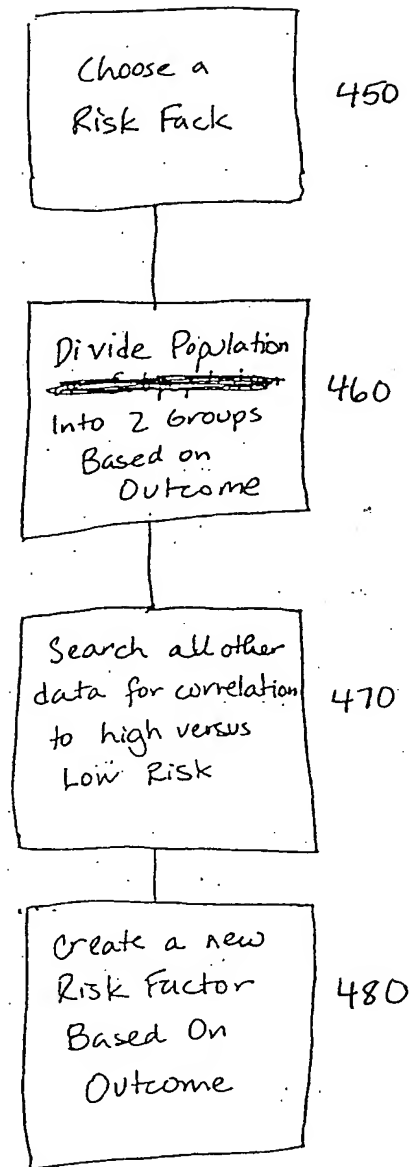 Choose a
Risk Fack
450
Divide Population
Into 2 Groups
Based on
Outcome
460
Search all other
data for correlation
to high versus
Low Risk
470
Create a new
Risk Factor
Based On
Outcome
480